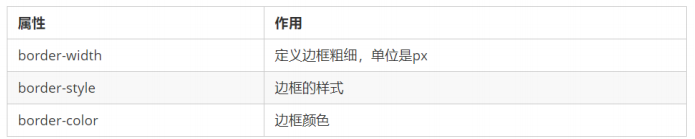 属性 作用
border-width 定义边框粗细，单位是px
border-style 边框的样式
border-color 边框颜色